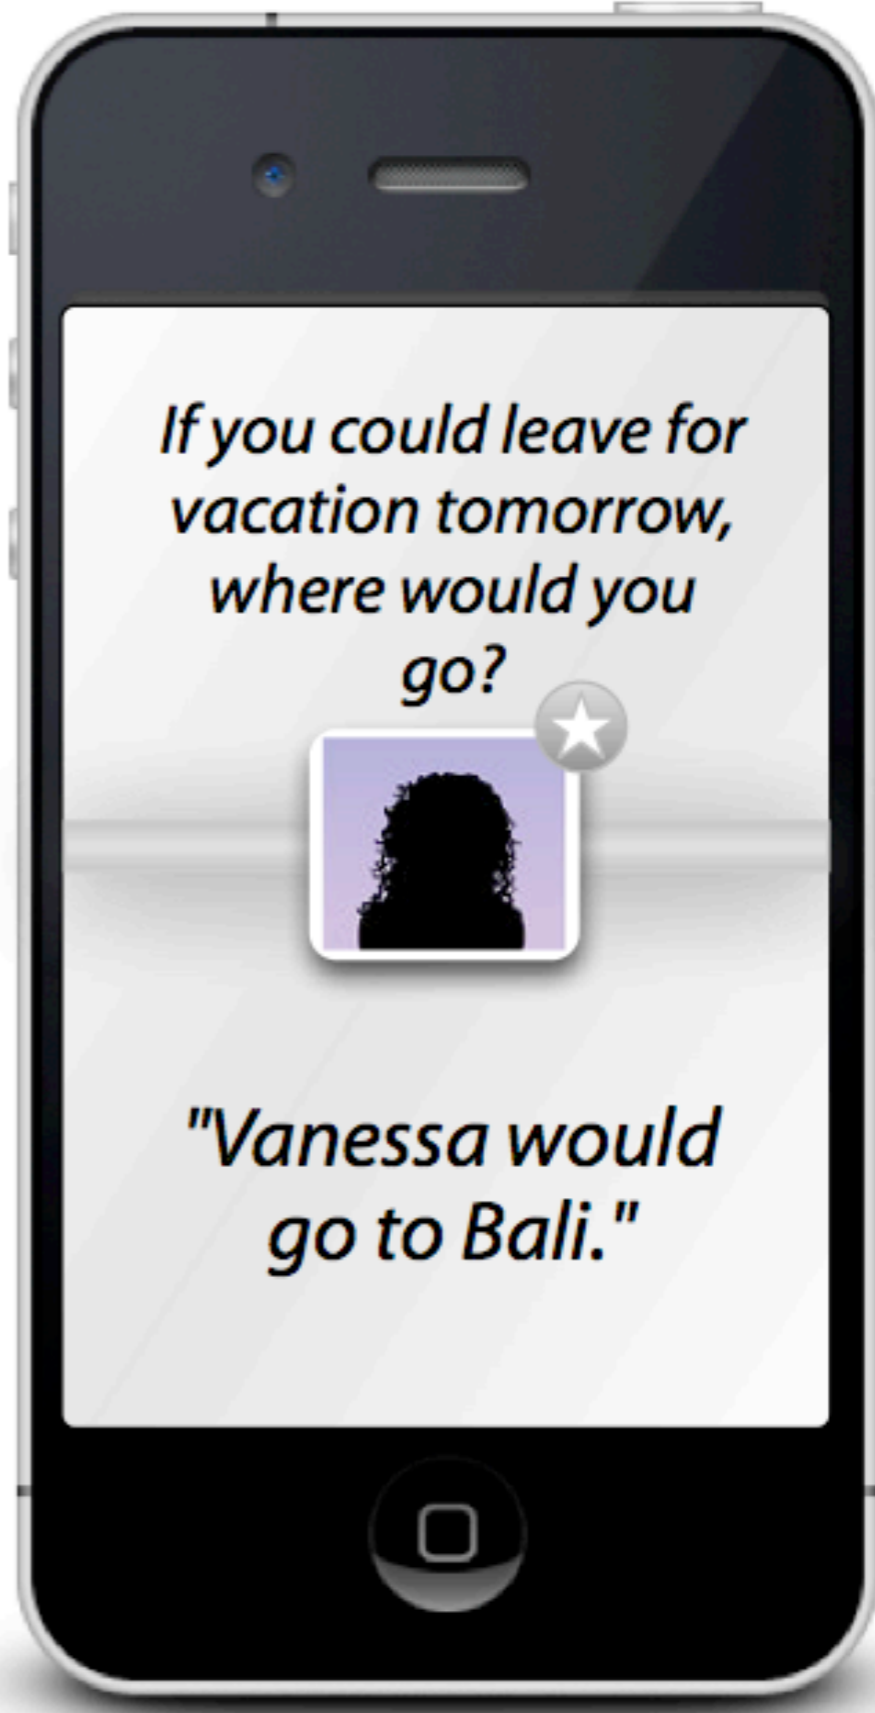 If you could leave for
vacation tomorrow,
where would you
go?
"Vanessa would
go to Bali."